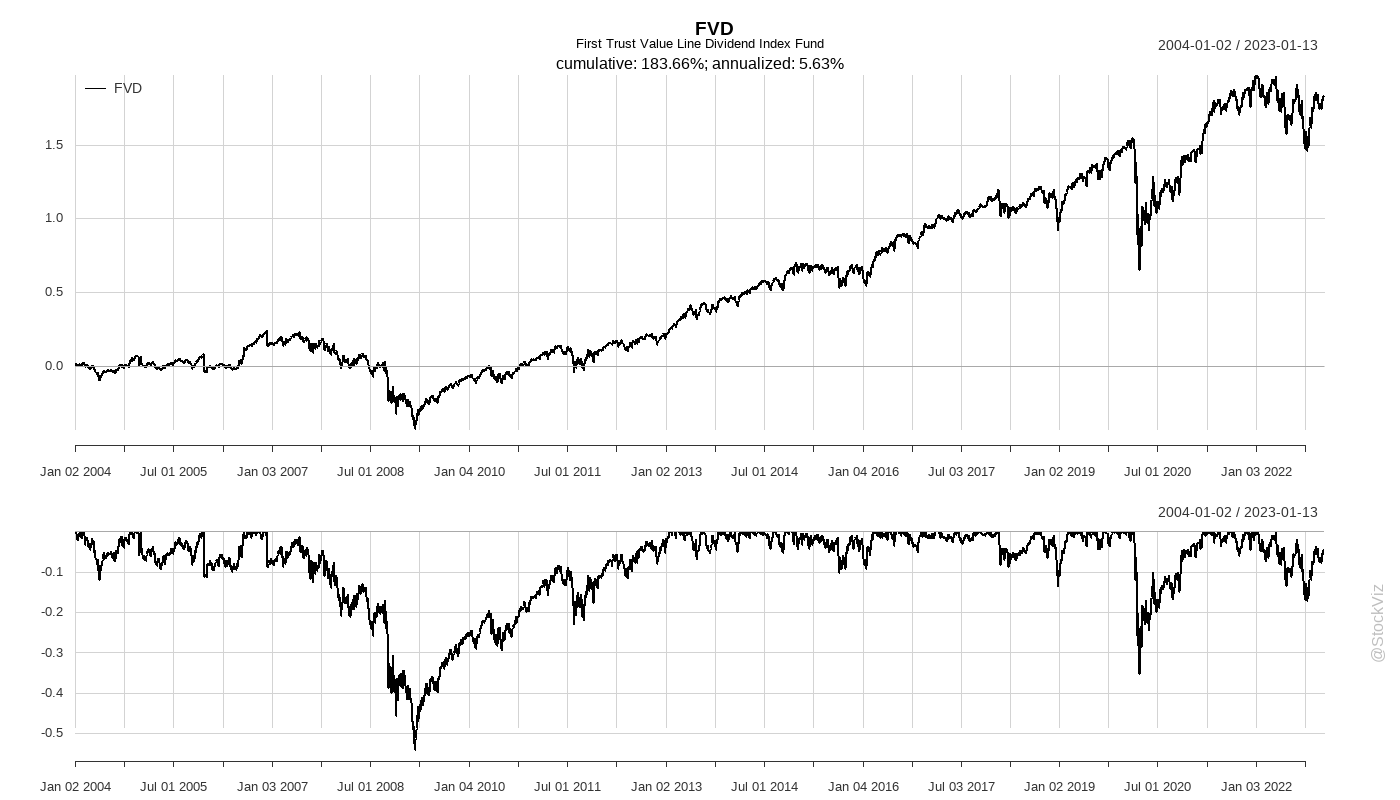 FVD
First Trust Value Line Dividend Index Fund
cumulative: 183.66%; annualized: 5.63%
2004-01-02 / 2023-01-13
FVD
1.5
1.0
0.5
0.0
Jan 02 2004 Jul 01 2005 Jan 03 2007 Jul 01 2008 Jan 04 2010 Jul 01 2011 Jan 02 2013 Jul 01 2014 Jan 04 2016 Jul 03 2017 Jan 02 2019 Jul 01 2020 Jan 03 2022
2004-01-02 / 2023-01-13
-0.1
-0.2
-0.3
-0.4
-0.5
Jan 02 2004 Jul 01 2005 Jan 03 2007 Jul 01 2008 Jan 04 2010 Jul 01 2011 Jan 02 2013 Jul 01 2014 Jan 04 2016 Jul 03 2017 Jan 02 2019 Jul 01 2020 Jan 03 2022
@StockViz